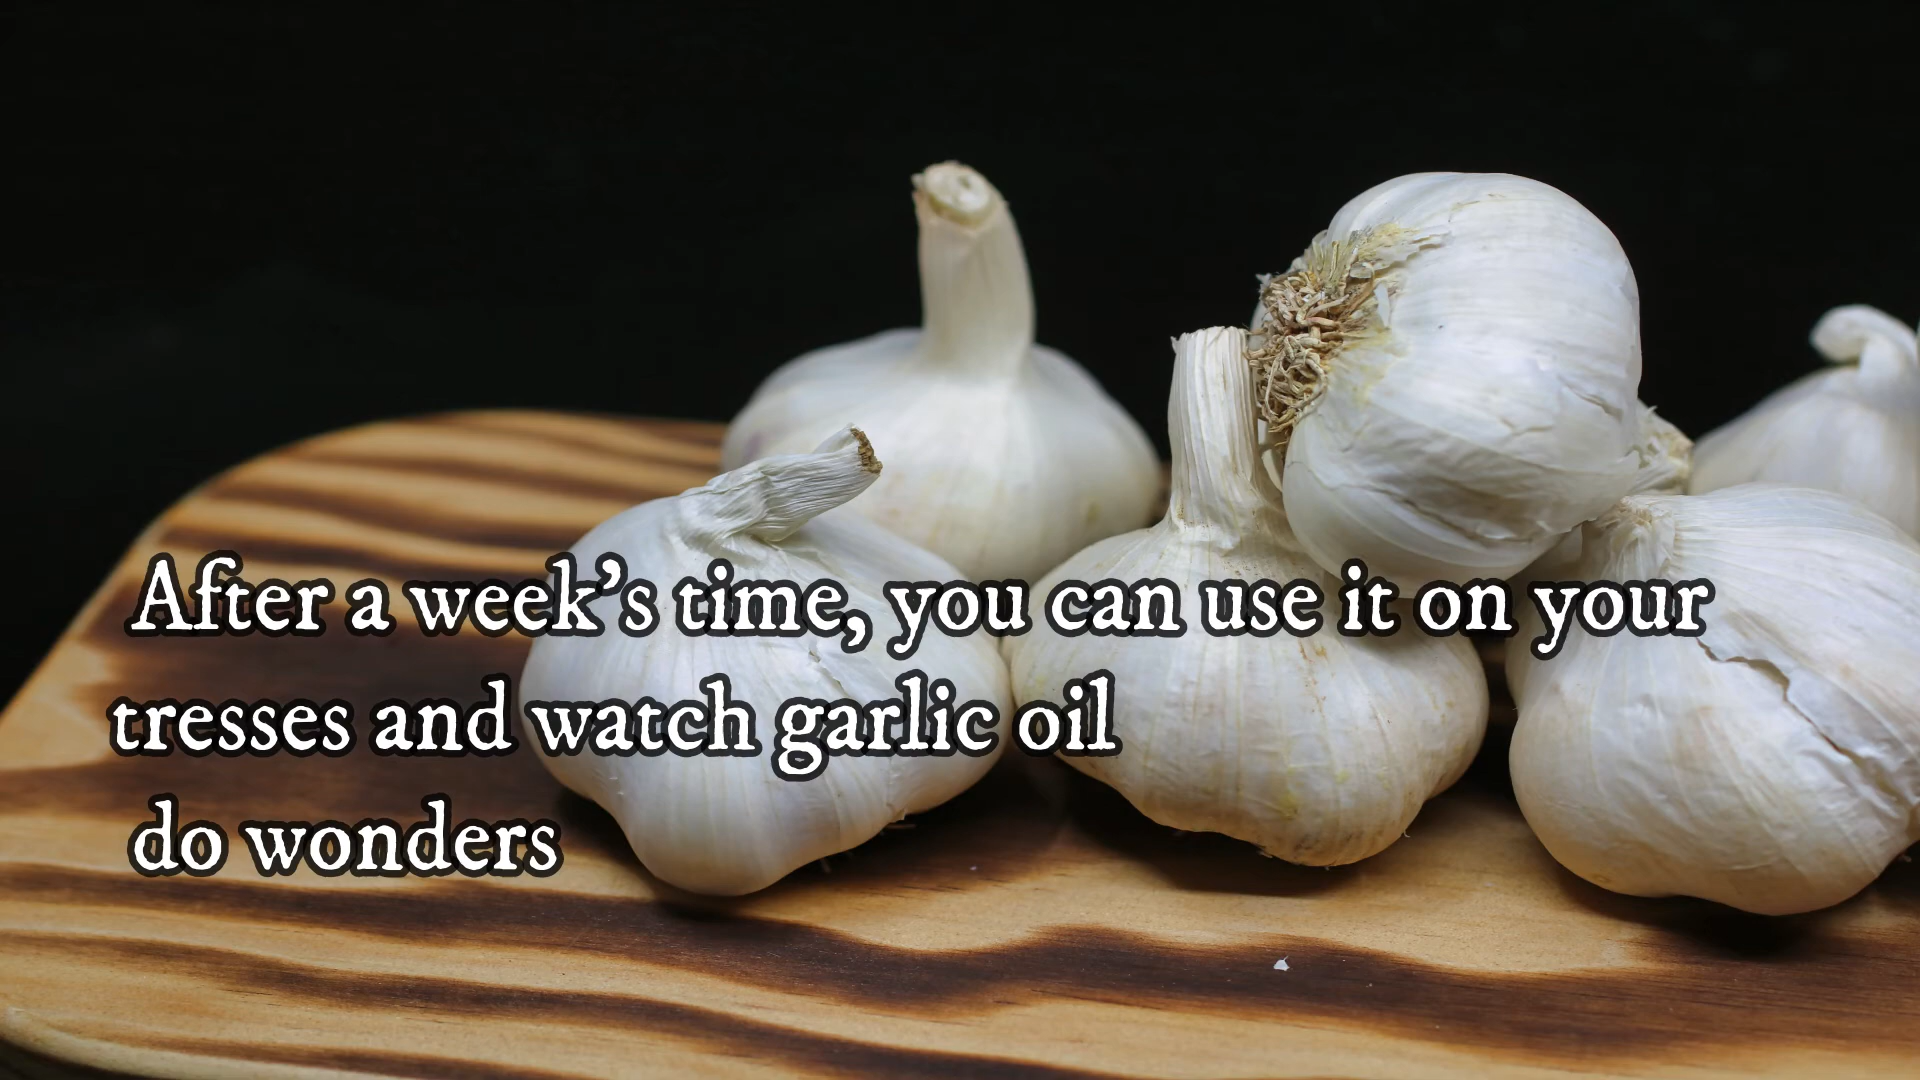 After a week's time, you can use it on your
tresses and watch garlic oil
do wonders